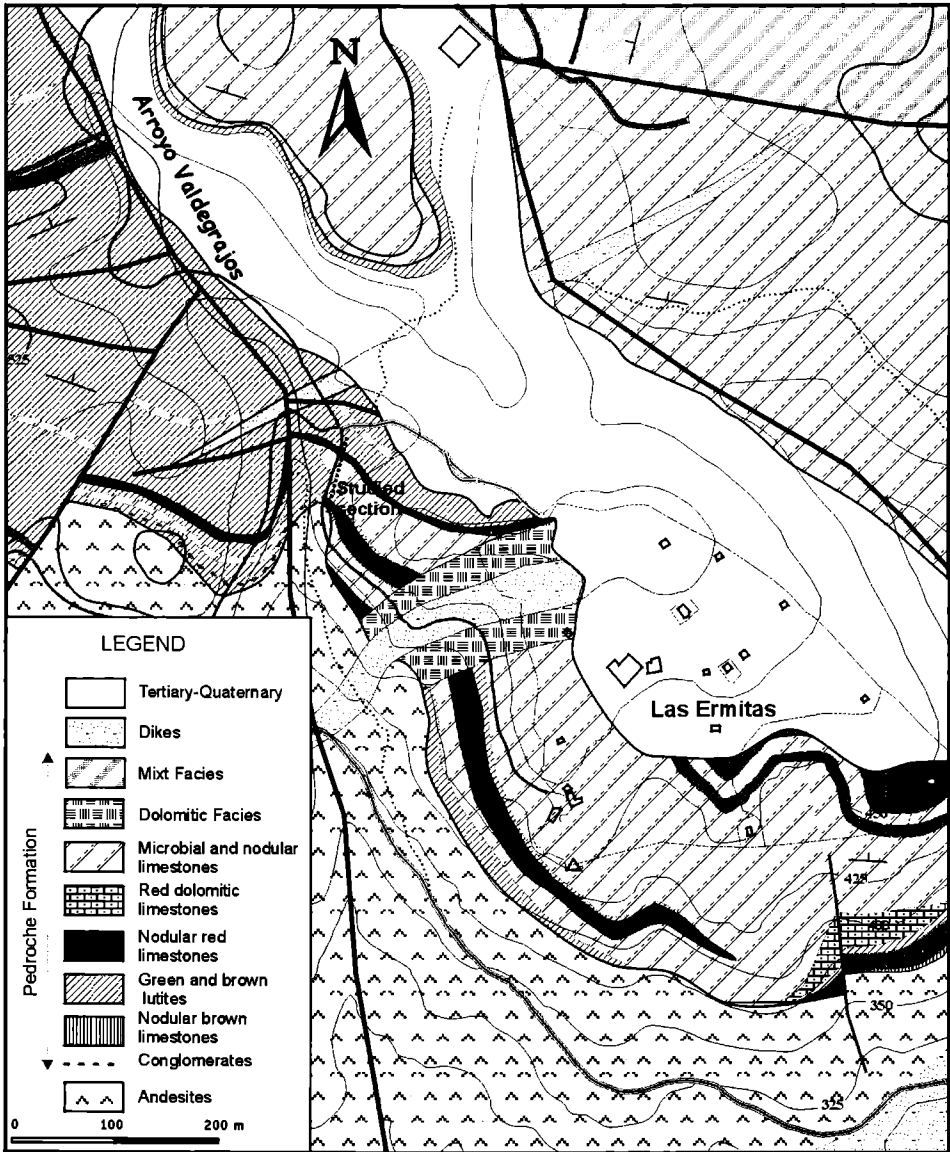 N
Arroyo Valdegrajos
Studied
section
Las Ermitas
425
350
325
LEGEND
Tertiary-Quaternary
Dikes
Mixt Facies
Dolomitic Facies
Microbial and nodular
limestones
Red dolomitic
limestones
Nodular red
limestones
Green and brown
lutites
Nodular brown
limestones
Conglomerates
Andesites
Pedroche Formation
0 100 200 m